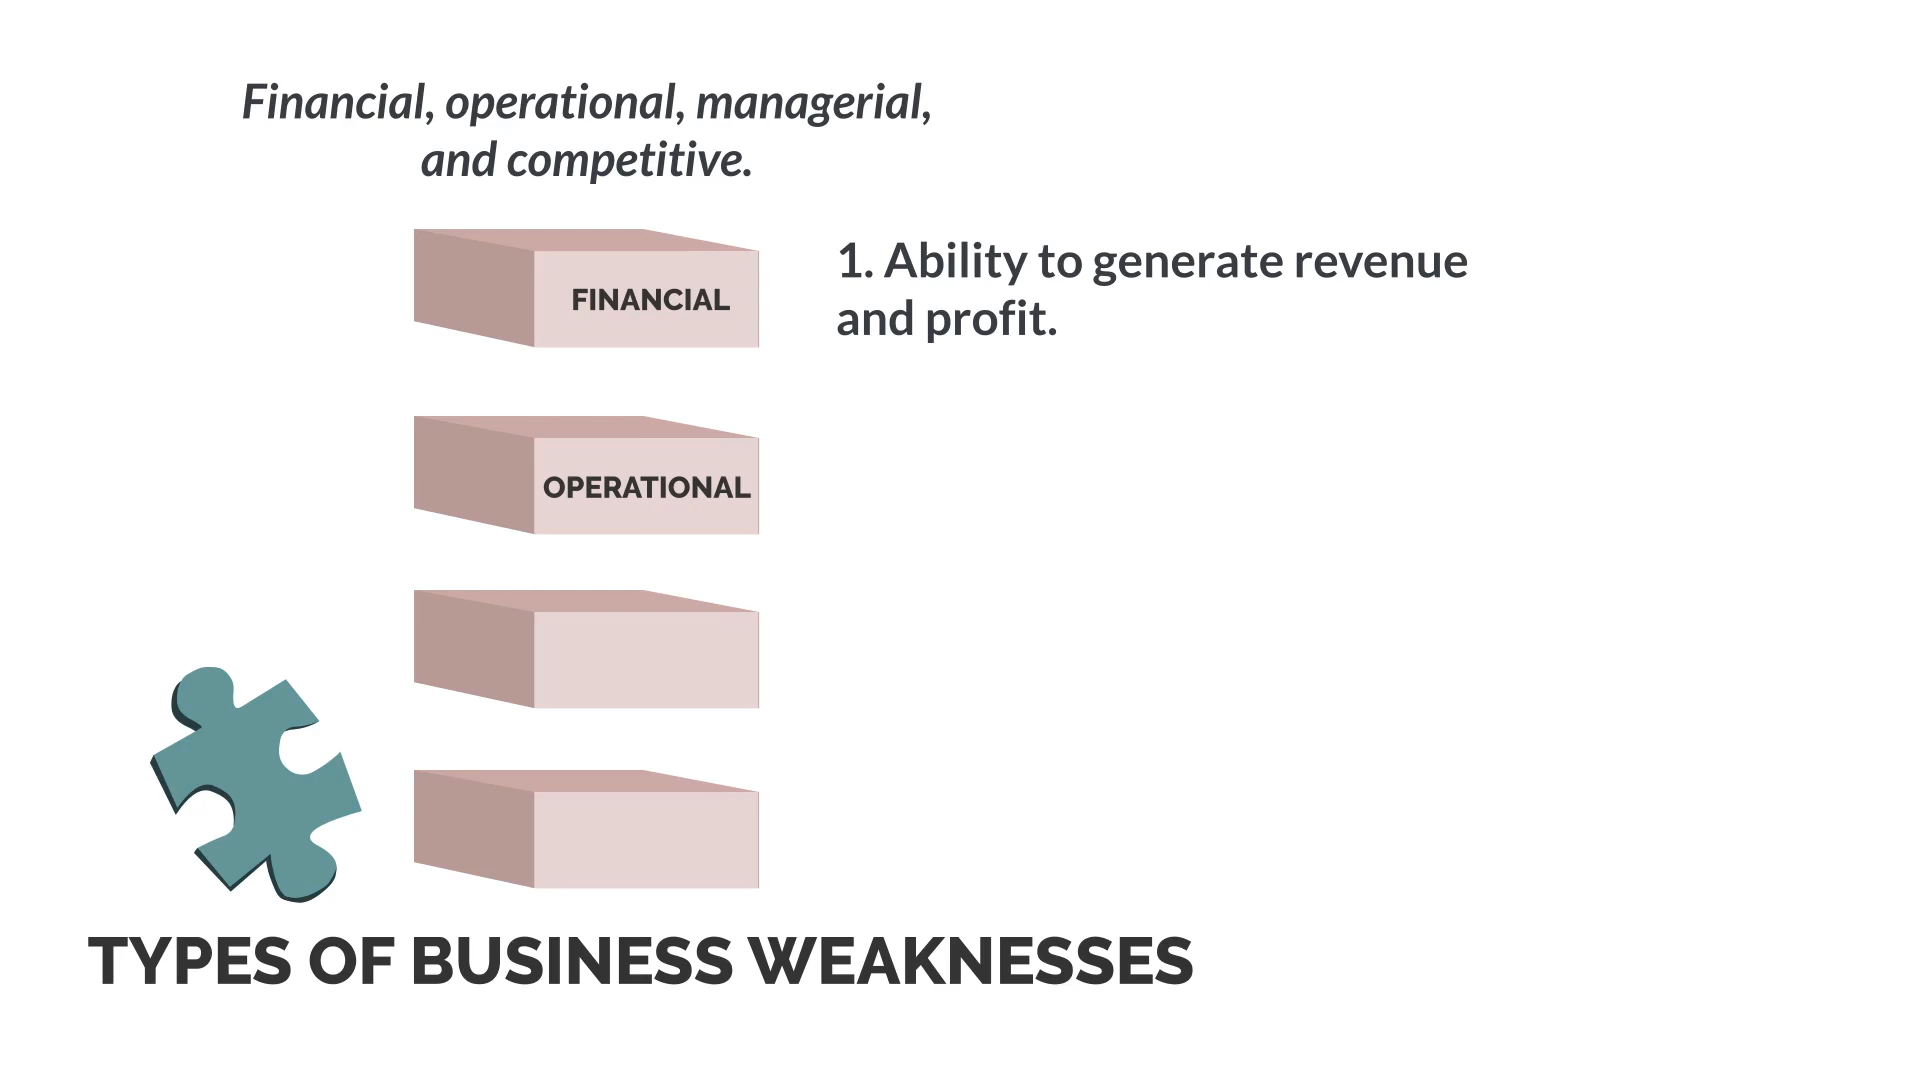 Financial, operational, managerial,
and competitive.
FINANCIAL
1. Ability to generate revenue
and profit.
OPERATIONAL
TYPES OF BUSINESS WEAKNESSES